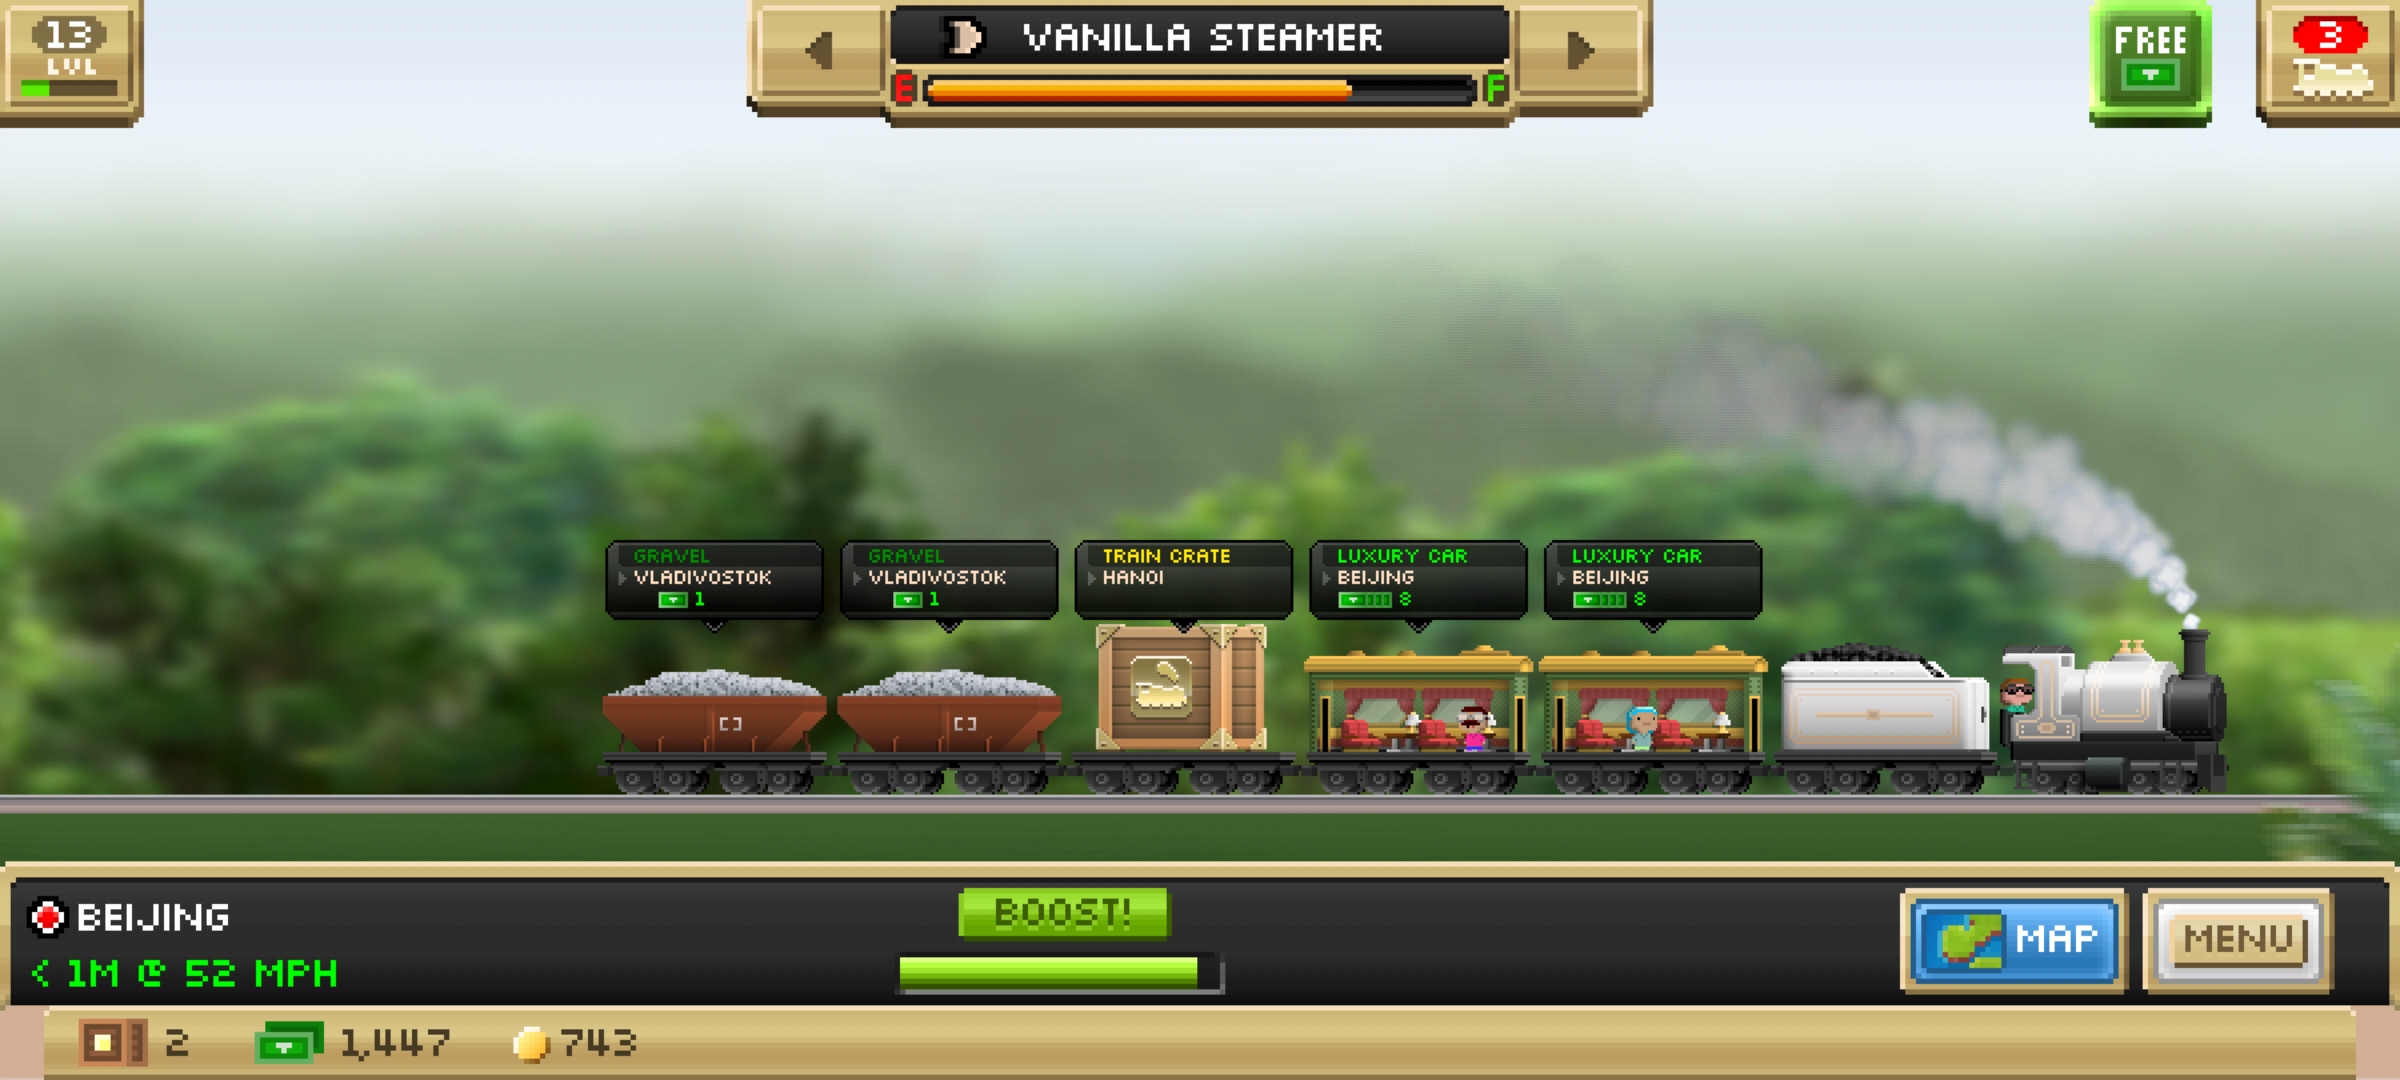 13
LVL
VANILLA STEAMER
E
F
FREE
3
GRAVEL
VLADIVOSTOK
1
GRAVEL
VLADIVOSTOK
1
TRAIN CRATE
HANOI
LUXURY CAR
BEIJING
8
LUXURY CAR
BEIJING
8
BEIJING
< 1M @ 52 MPH
BOOST!
MAP
MENU
2
1,447
743